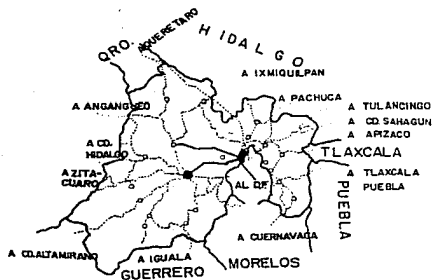 QRO.
A QUERETARO
HIDALGO
A IXMIQUILPAN
A PACHUCA
A ANGANGUEO
A TULANCINGO
A CD. SAHAGUN
A APIZACO
A CD.
HIDALGO
TLAXCALA
A ZITA-
CUARO
A TLAXCALA
PUEBLA
AL D.F.
PUEBLA
A CUERNAVACA
A CD. ALTAMIRANO
A IGUALA
GUERRERO
MORELOS